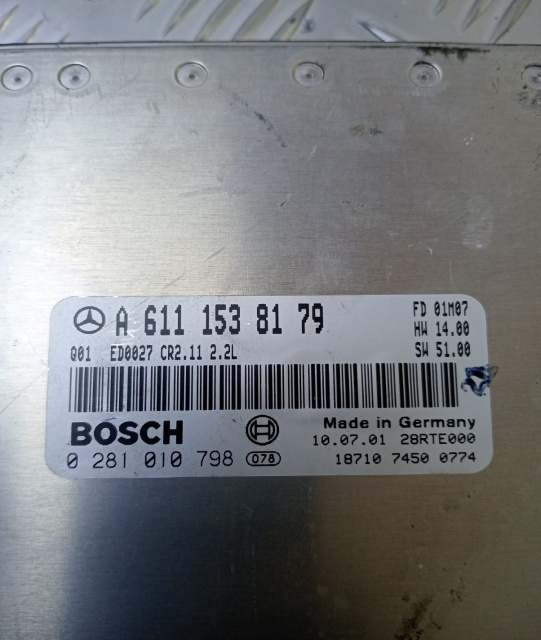 A 611 153 81 79
FD 01M07
HW 14.00
Q01 ED0027 CR2.11 2.2L
SW 51.00
BOSCH
Made in Germany
10.07.01 28RTE000
0 281 010 798 078
18710 7450 0774